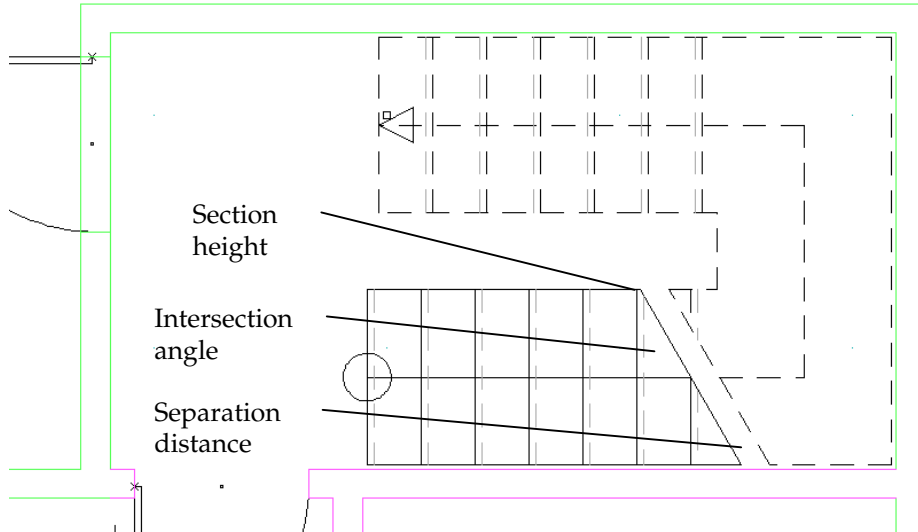 Section
height
Intersection
angle
Separation
distance